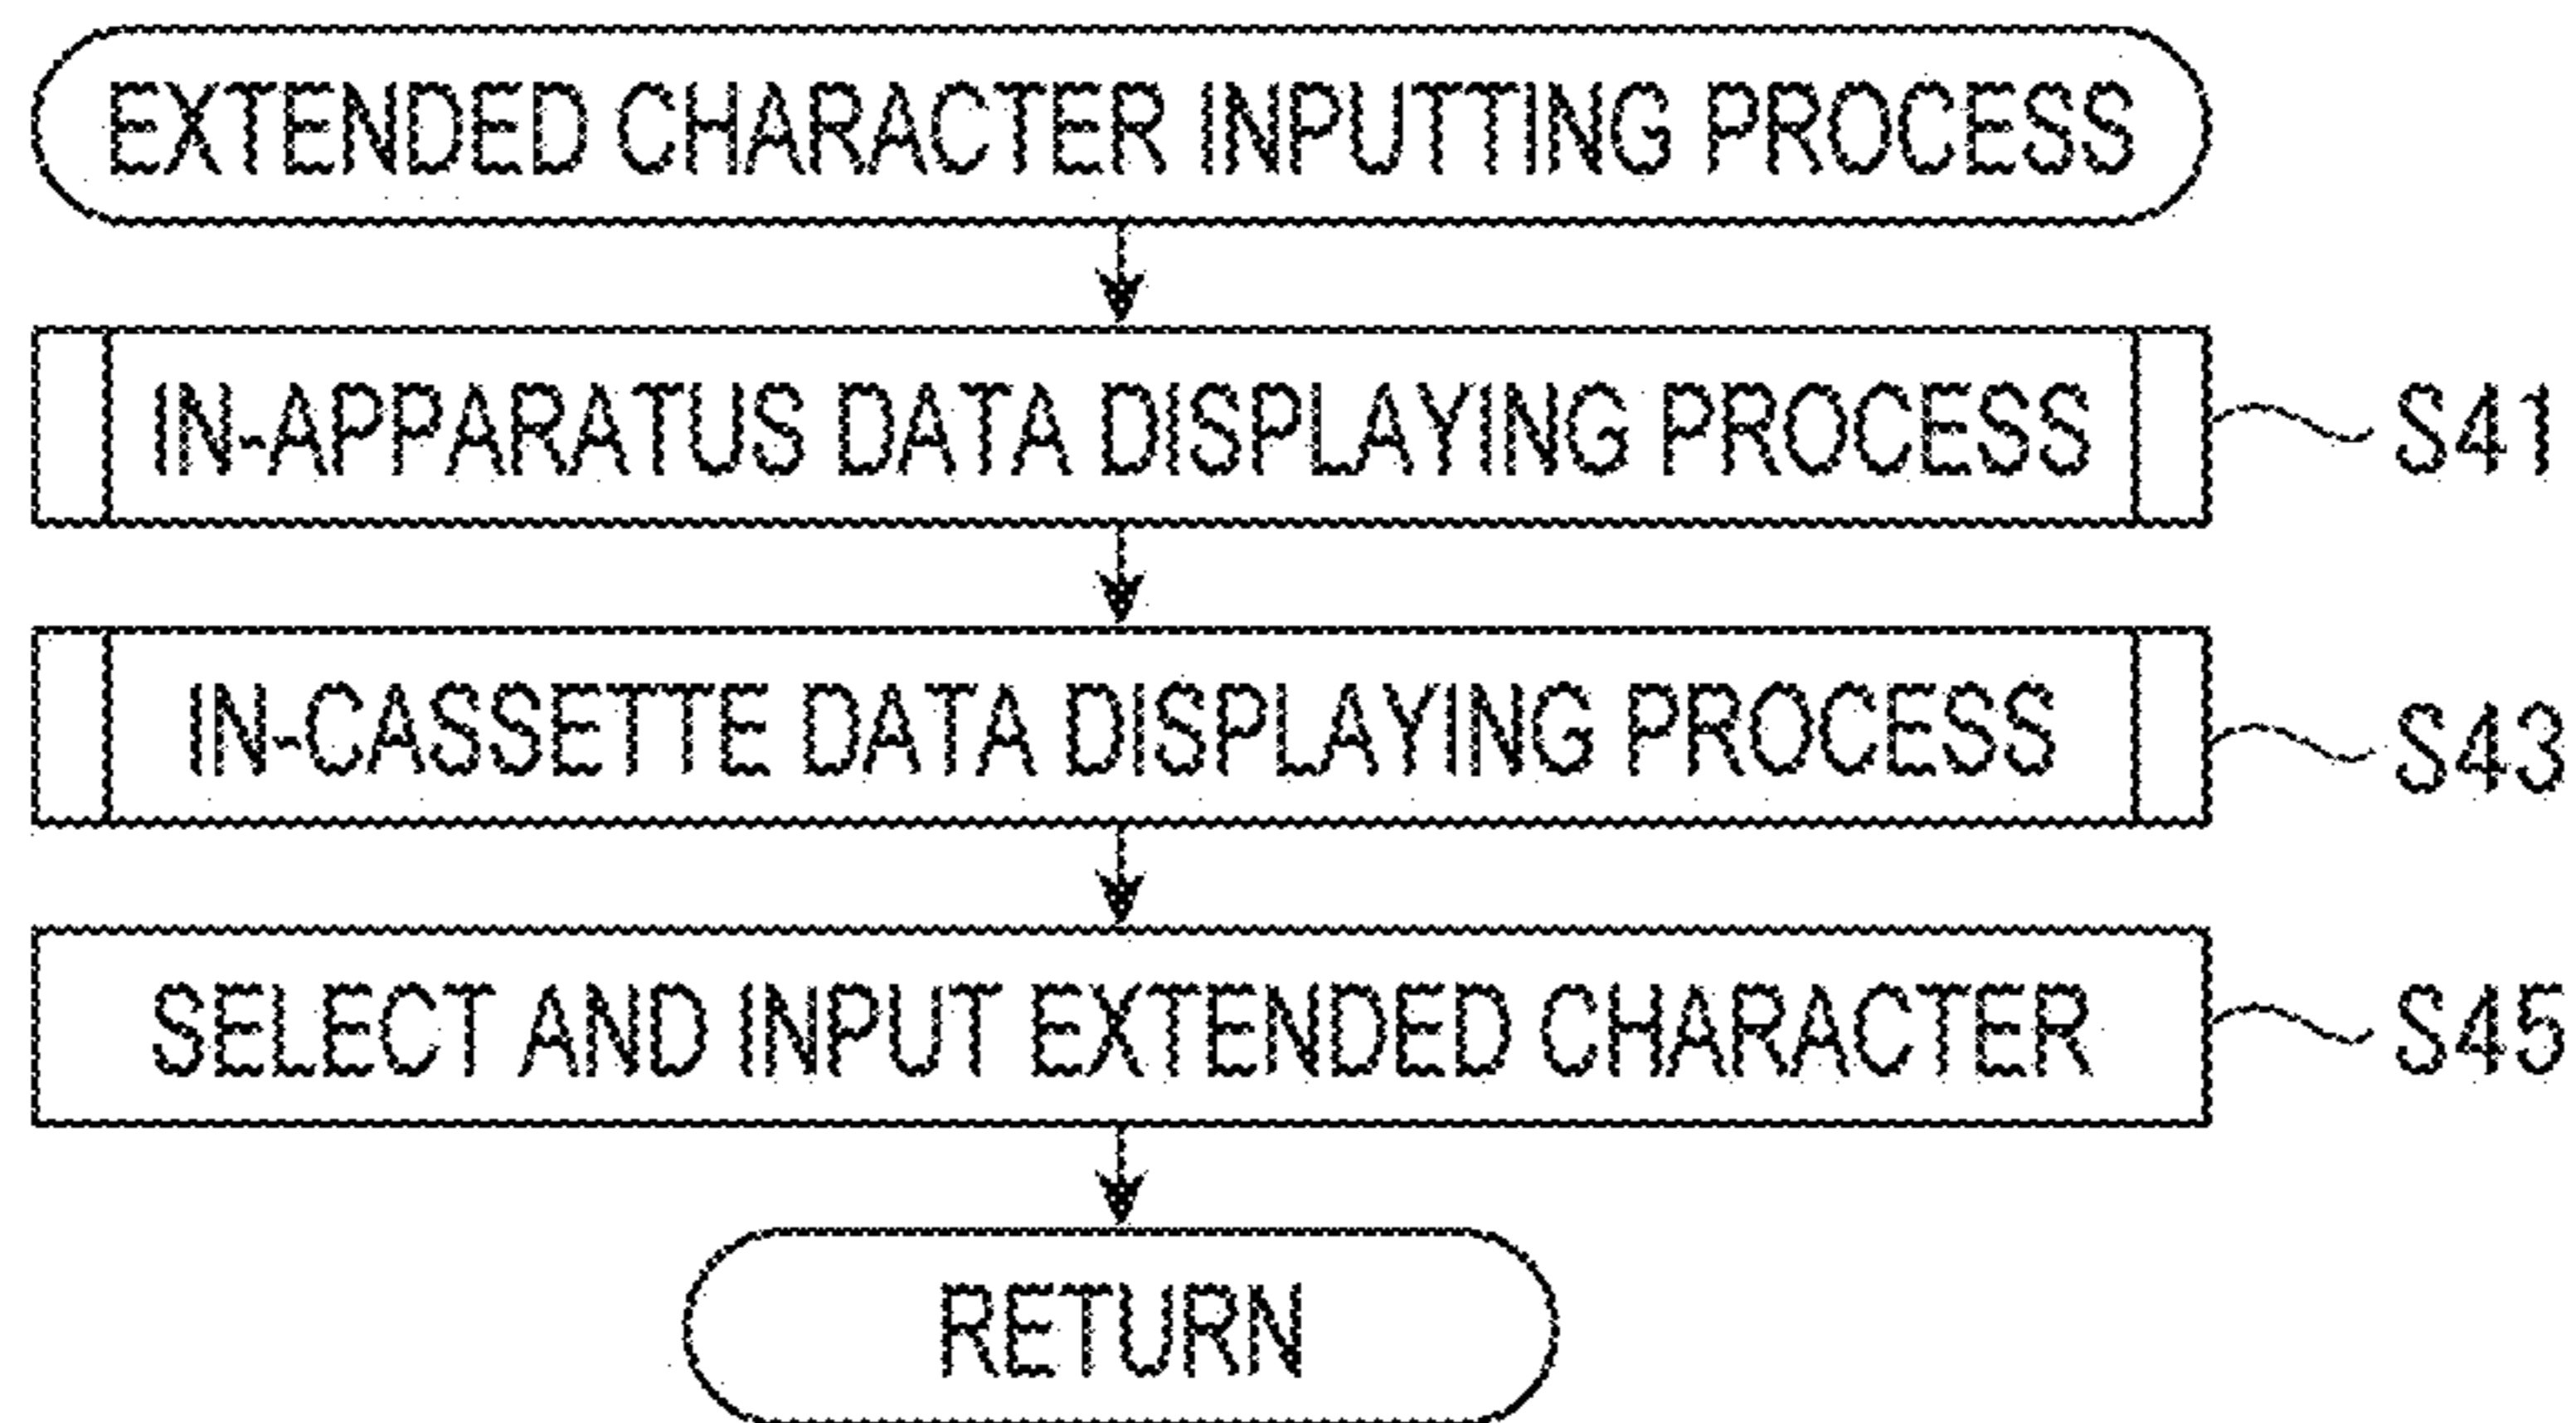 EXTENDED CHARACTER INPUTTING PROCESS
IN-APPARATUS DATA DISPLAYING PROCESS
S41
IN-CASSETTE DATA DISPLAYING PROCESS
S43
SELECT AND INPUT EXTENDED CHARACTER
S45
RETURN